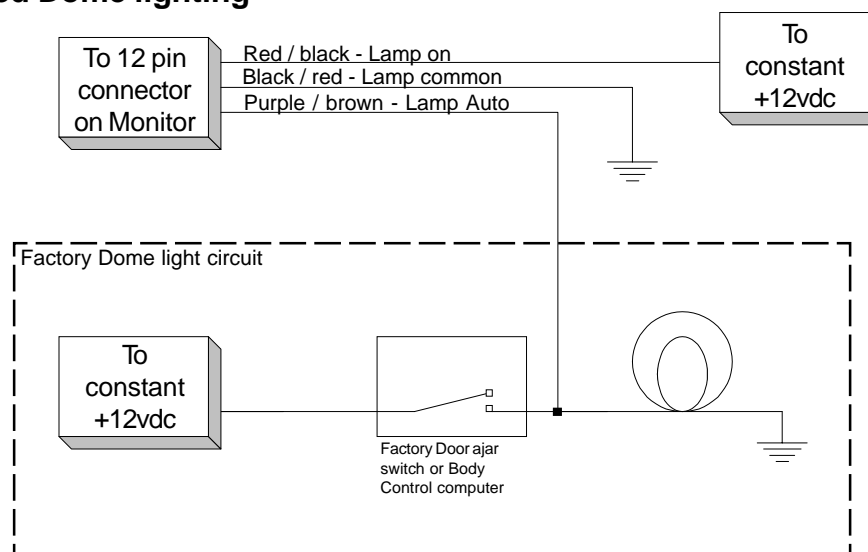 Dome lighting
To 12 pin
connector
on Monitor
Red / black - Lamp on
Black / red - Lamp common
Purple / brown - Lamp Auto
To
constant
+12vdc
Factory Dome light circuit
To
constant
+12vdc
Factory Door ajar
switch or Body
Control computer